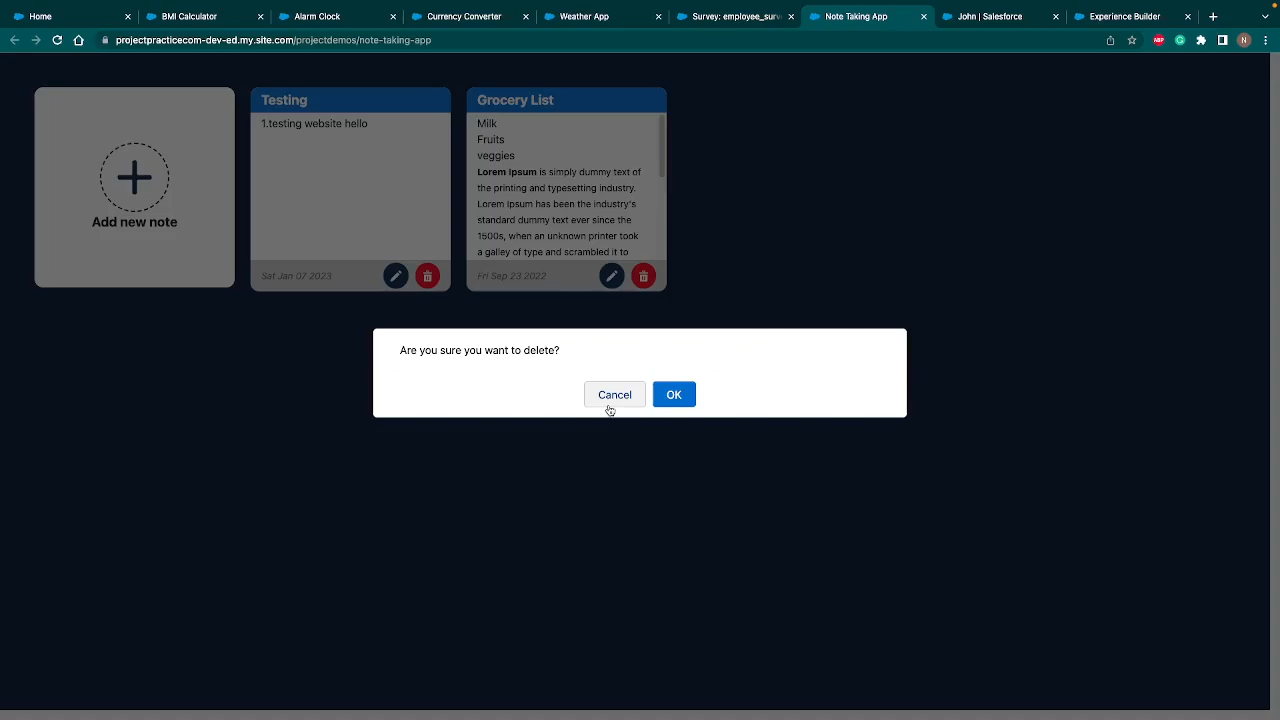 Home
BMI Calculator
Alarm Clock
Currency Converter
Weather App
Survey: employee_surve
Note Taking App
John | Salesforce
Experience Builder
projectpracticecom-dev-ed.my.site.com/projectdemos/note-taking-app
ABP
N
Add new note
Testing
1.testing website hello
Sat Jan 07 2023
Grocery List
Milk
Fruits
veggies
Lorem Ipsum is simply dummy text of
the printing and typesetting industry.
Lorem Ipsum has been the industry's
standard dummy text ever since the
1500s, when an unknown printer took
a galley of type and scrambled it to
Fri Sep 23 2022
Are you sure you want to delete?
Cancel
OK